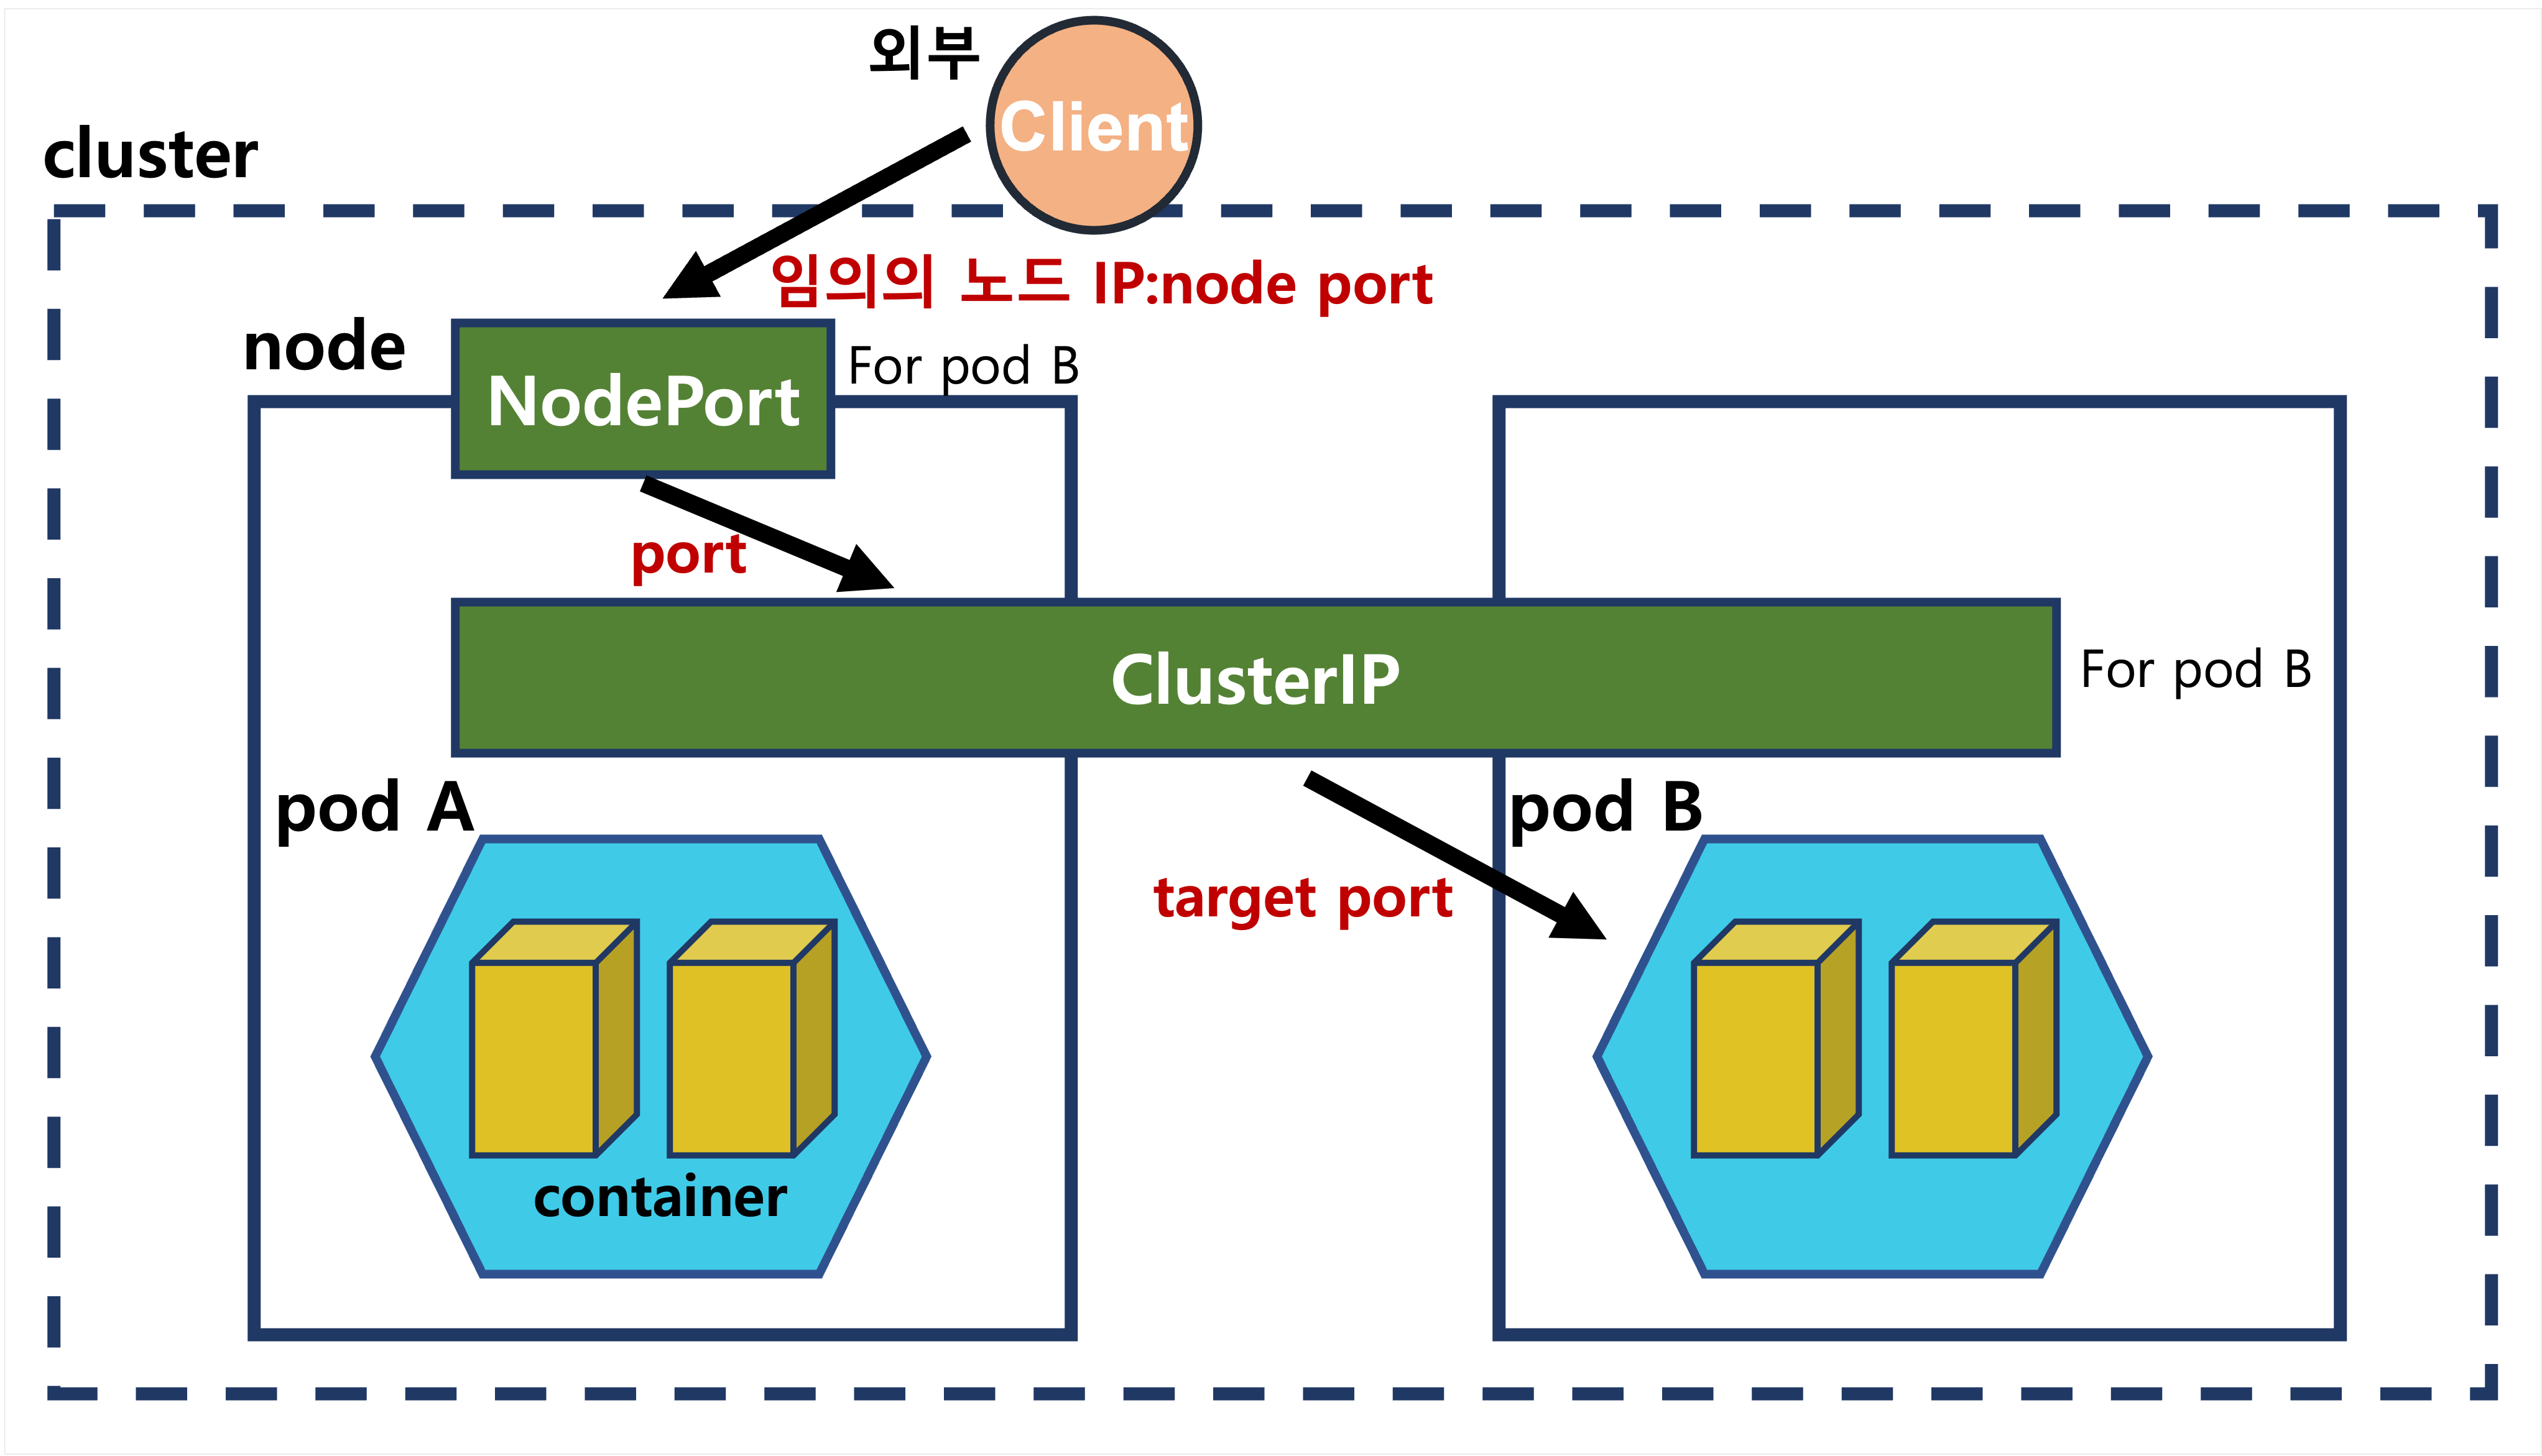 외부
Client
cluster
임의의 노드 IP:node port
node
NodePort
For pod B
port
ClusterIP
For pod B
pod A
pod B
target port
container